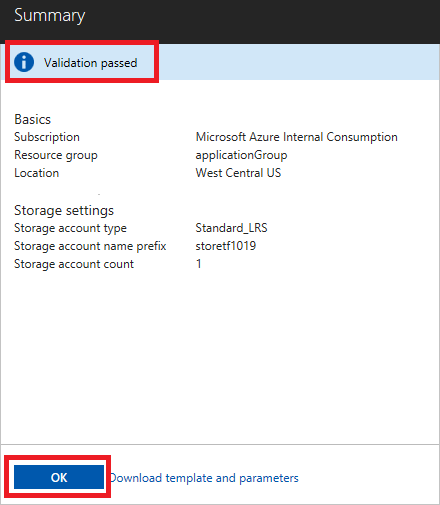 Summary
Validation passed
Basics
Subscription Microsoft Azure Internal Consumption
Resource group applicationGroup
Location West Central US
Storage settings
Storage account type Standard_LRS
Storage account name prefix storetf1019
Storage account count 1
OK Download template and parameters